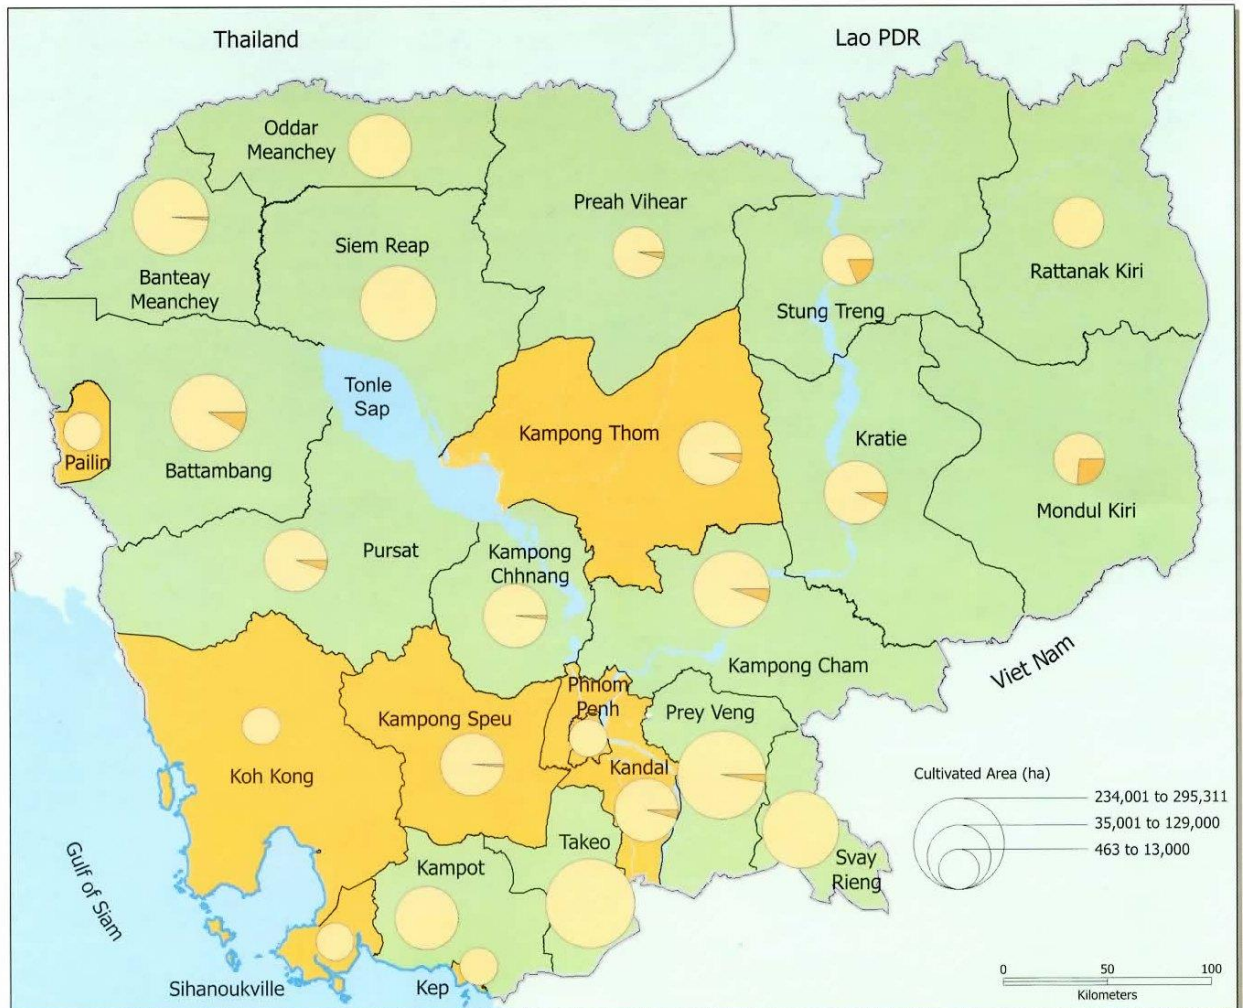 Thailand
Lao PDR
Oddar
Meanchey
Preah Vihear
Siem Reap
Rattanak Kiri
Banteay
Meanchey
Stung Treng
Tonle
Sap
Kampong Thom
Kratie
Pailin
Battambang
Mondul Kiri
Pursat
Kampong
Chhnang
Kampong Cham
Viet Nam
Phnom
Penh
Prey Veng
Kampong Speu
Koh Kong
Kandal
Cultivated Area (ha)
234,001 to 295,311
35,001 to 129,000
463 to 13,000
Takeo
Svay
Rieng
Kampot
Gulf of Siam
Sihanoukville
Kep
0 50 100
Kilometers